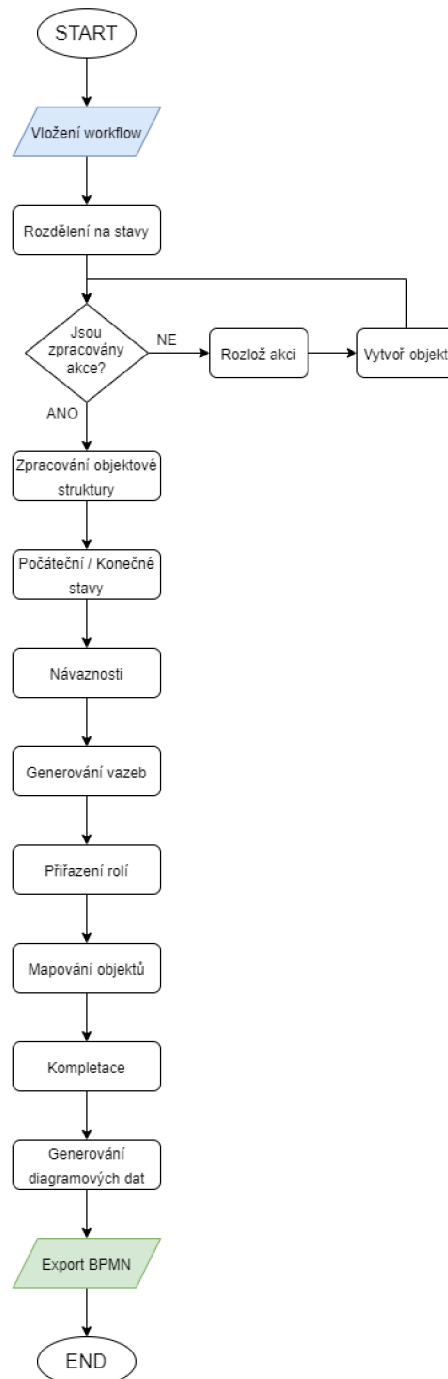 START
Vložení workflow
Rozdělení na stavy
Jsou
zpracovány
akce?
NE
Rozlož akci
Vytvoř objekt
ANO
Zpracování objektové
struktury
Počáteční / Konečné
stavy
Návaznosti
Generování vazeb
Přiřazení rolí
Mapování objektů
Kompletace
Generování
diagramových dat
Export BPMN
END